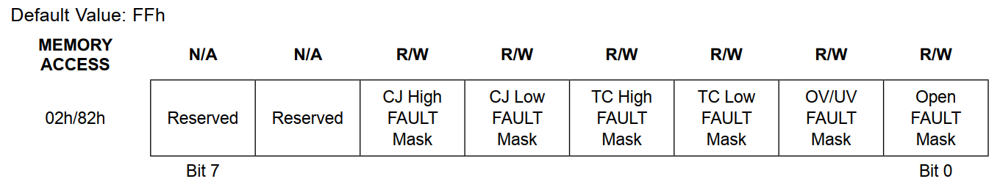 Default Value: FFh
MEMORY ACCESS N/A N/A R/W R/W R/W R/W R/W R/W
02h/82h
Reserved
Reserved
CJ High
FAULT
Mask
CJ Low
FAULT
Mask
TC High
FAULT
Mask
TC Low
FAULT
Mask
OV/UV
FAULT
Mask
Open
FAULT
Mask
Bit 7
Bit 0